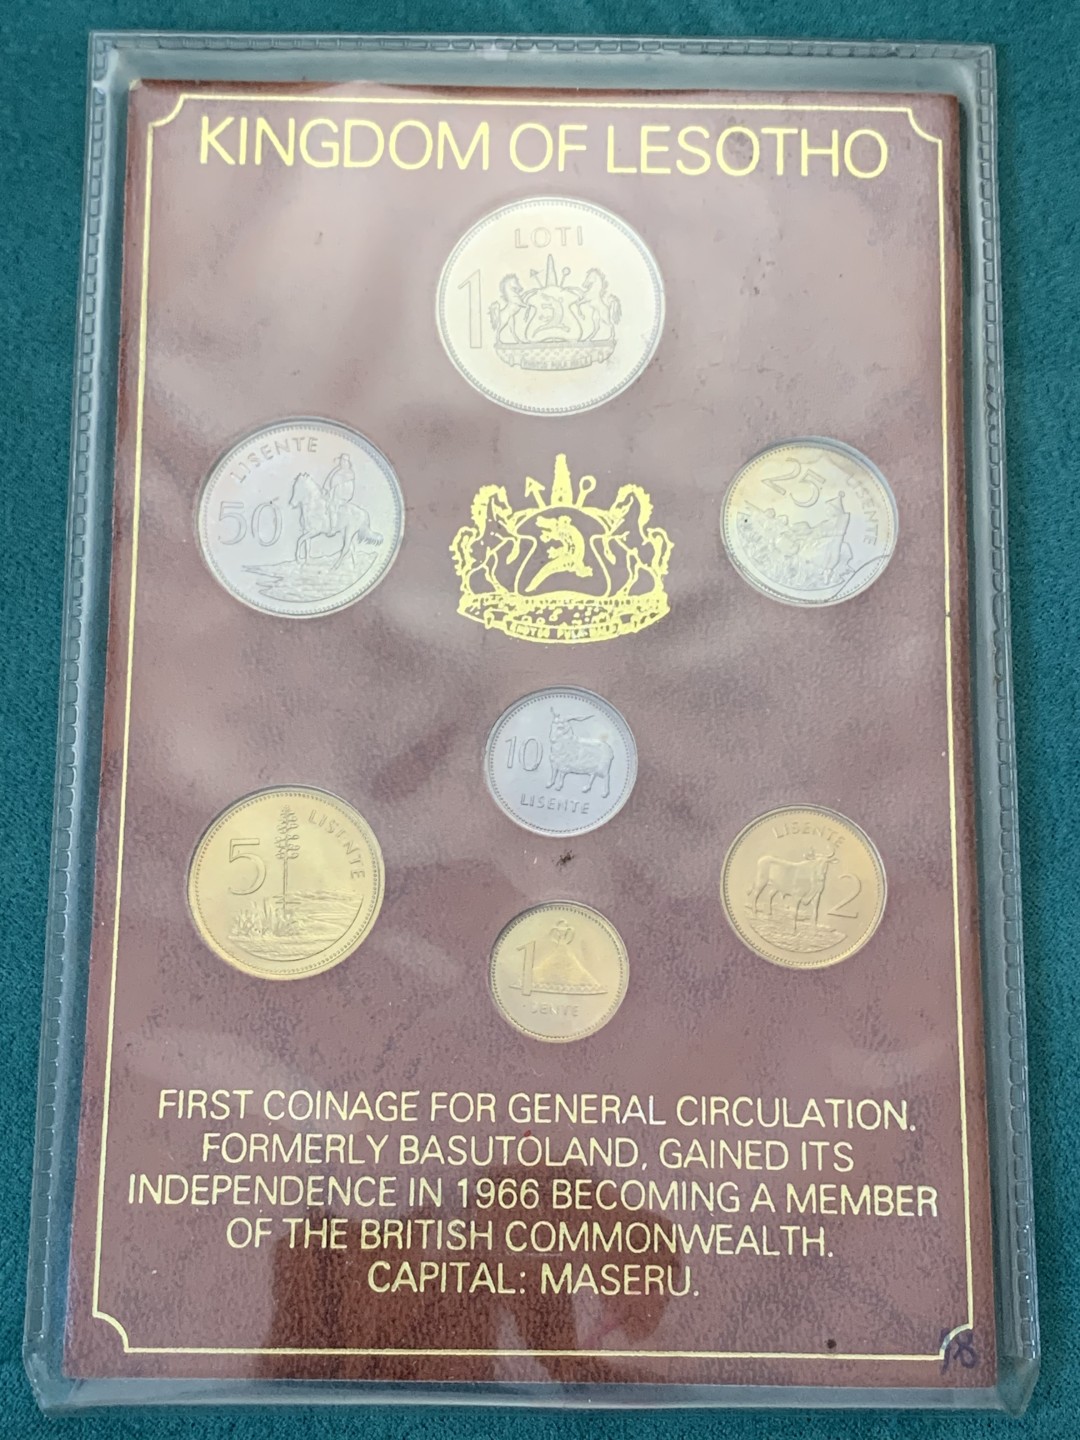 KINGDOM OF LESOTHO
LOTI
1
LISENTE
50
25
LISENTE
10
LISENTE
5
LISENTE
LISENTE
2
1
SENTE
FIRST COINAGE FOR GENERAL CIRCULATION.
FORMERLY BASUTOLAND, GAINED ITS
INDEPENDENCE IN 1966 BECOMING A MEMBER
OF THE BRITISH COMMONWEALTH.
CAPITAL: MASERU.